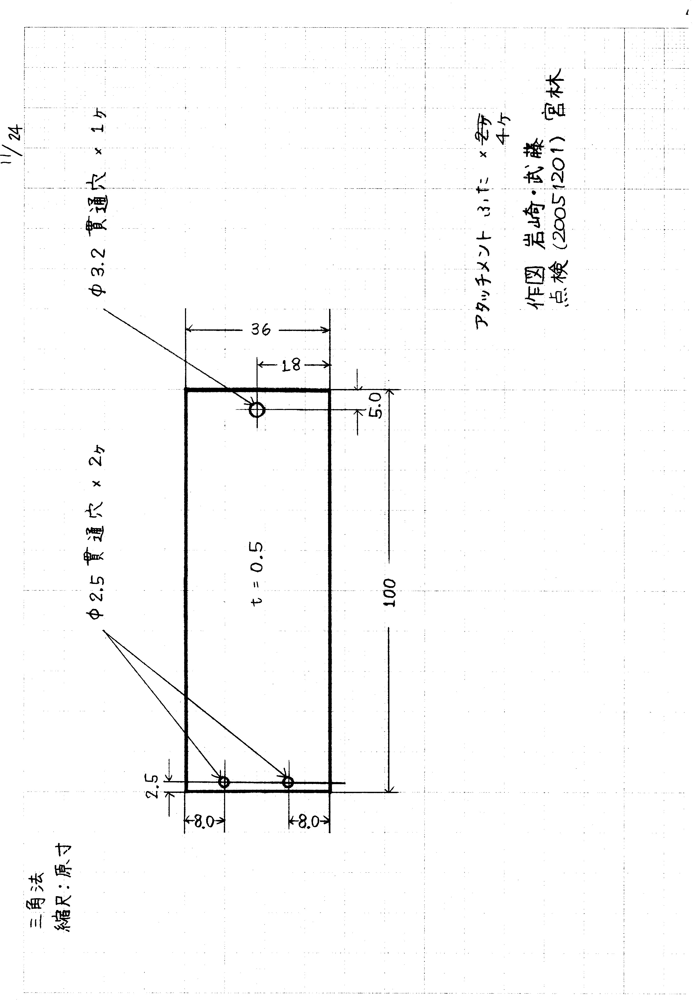 11/24
三角法
縮尺：原寸
φ2.5 貫通穴 × 2ヶ
φ3.2 貫通穴 × 1ヶ
2.5
8.0
8.0
t = 0.5
36
18
5.0
100
アタッチメント ふた × 2ヶ
4ヶ
作図 岩崎・武藤
点検 (20051201) 宮林